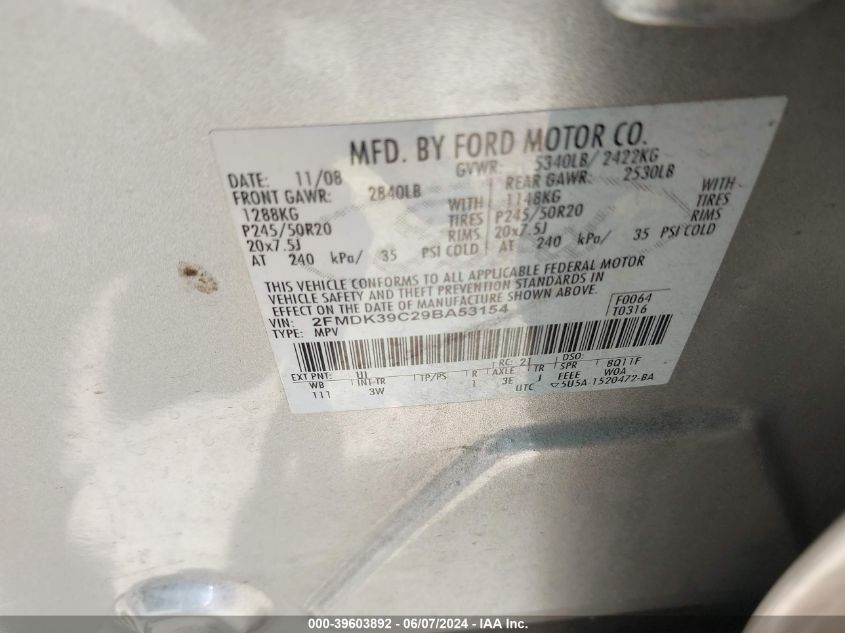 MFD. BY FORD MOTOR CO.
DATE: 11/08 GVWR: 5340LB/ 2422KG
FRONT GAWR: 2840LB REAR GAWR: 2530LB
1288KG WITH 1148KG WITH
P245/50R20 TIRES P245/50R20 TIRES
20x7.5J RIMS 20x7.5J RIMS
AT 240 kPa/ 35 PSI COLD AT 240 kPa/ 35 PSI COLD
THIS VEHICLE CONFORMS TO ALL APPLICABLE FEDERAL MOTOR
VEHICLE SAFETY AND THEFT PREVENTION STANDARDS IN
EFFECT ON THE DATE OF MANUFACTURE SHOWN ABOVE.
VIN: 2FMDK39C29BA53154 F0064
TYPE: MPV T0316
EXT PNT: UJ RC: 21 DSO:
WB INT TR TP/PS R AXLE TR SPR 8Q11F
111 3W 1 3E J EEEE W0A
UTC 5U5A-1520472-BA
000-39603892 - 06/07/2024 - IAA Inc.